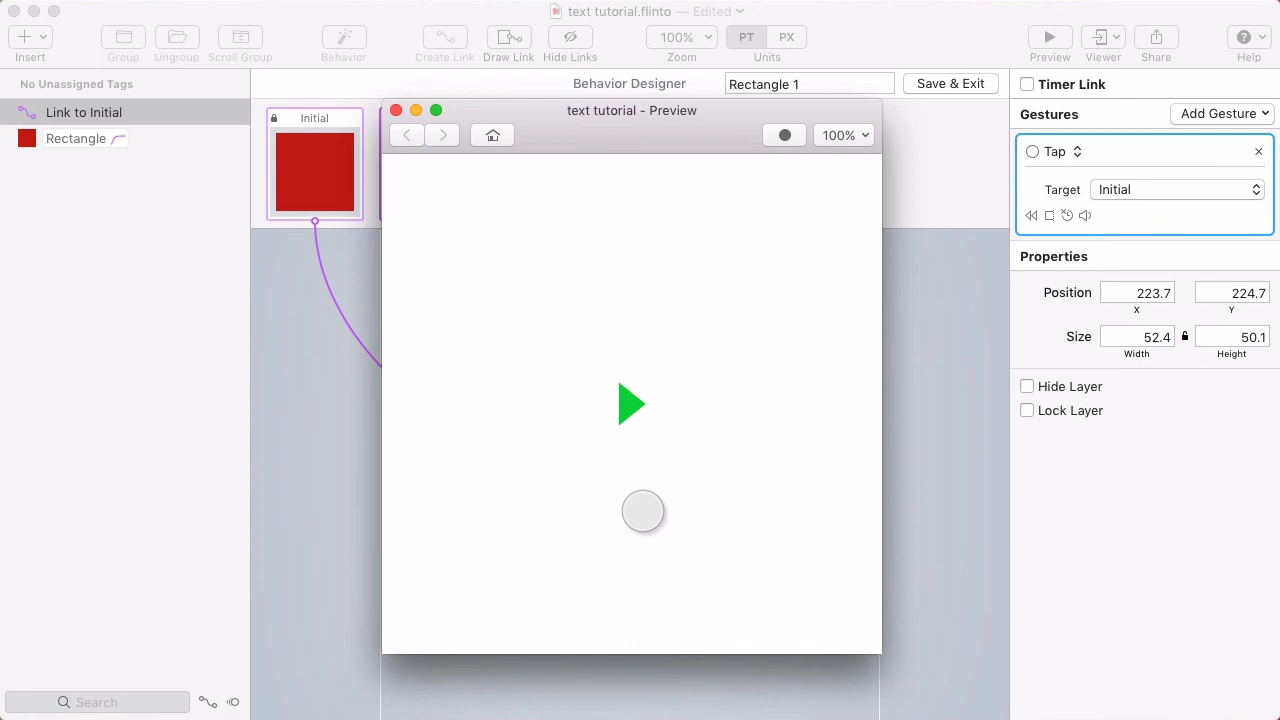 text tutorial.flinto — Edited
Insert
Group
Ungroup
Scroll Group
Behavior
Create Link
Draw Link
Hide Links
100%
Zoom
PT
PX
Units
Preview
Viewer
Share
Help
No Unassigned Tags
Behavior Designer
Rectangle 1
Save & Exit
Timer Link
Link to Initial
Initial
text tutorial - Preview
Gestures
Add Gesture
Rectangle
100%
Tap
Target
Initial
Properties
Position
223.7
224.7
X
Y
Size
52.4
50.1
Width
Height
Hide Layer
Lock Layer
Search